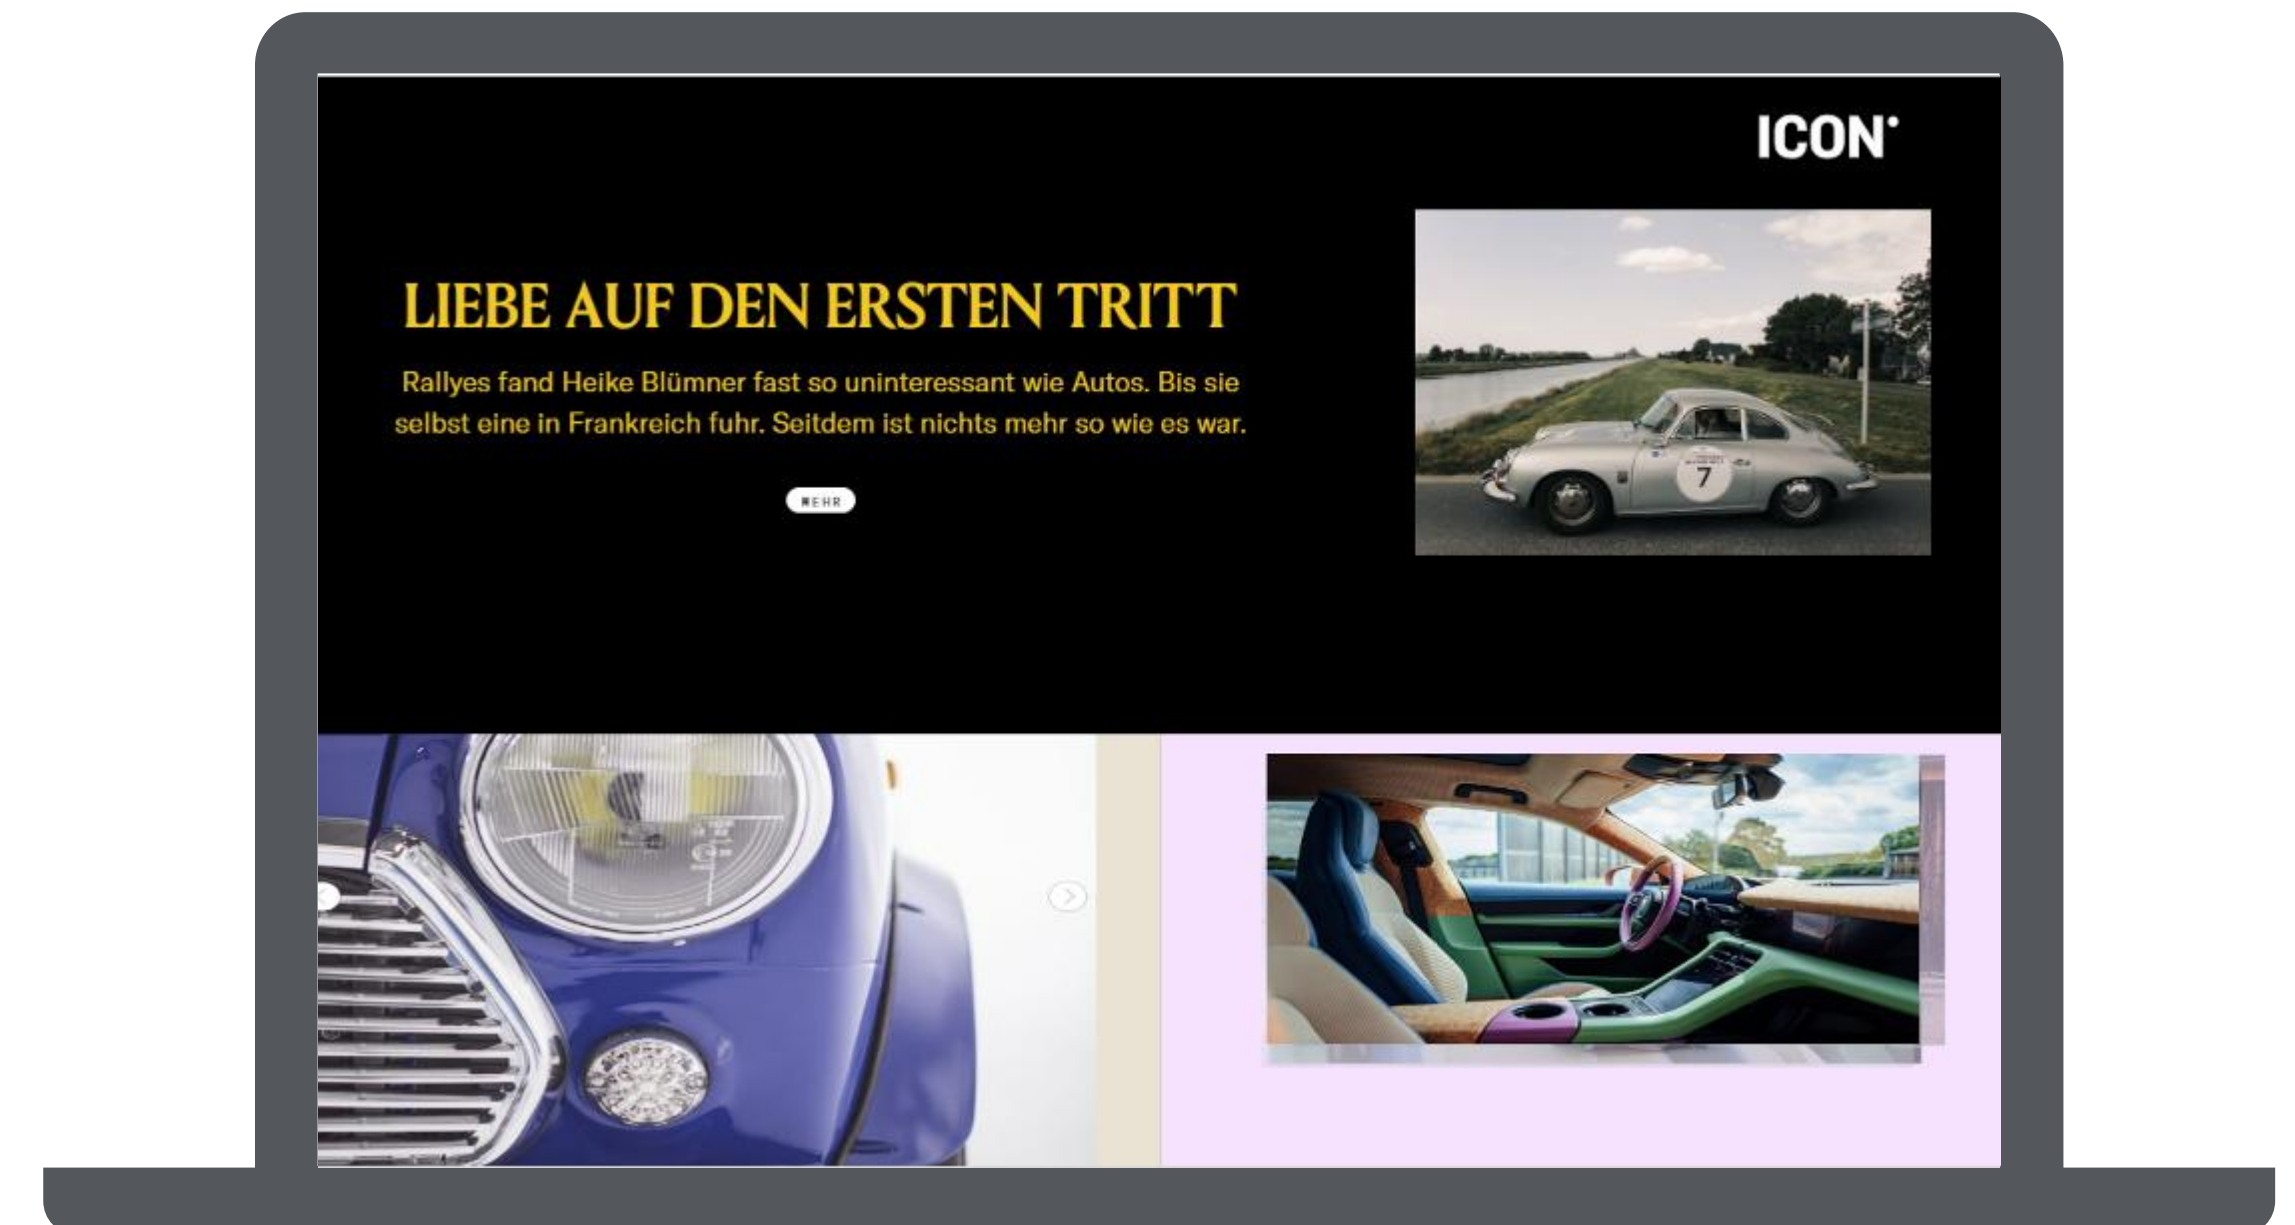 ICON
LIEBE AUF DEN ERSTEN TRITT
Rallyes fand Heike Blümner fast so uninteressant wie Autos. Bis sie
selbst eine in Frankreich fuhr. Seitdem ist nichts mehr so wie es war.
7
MEHR